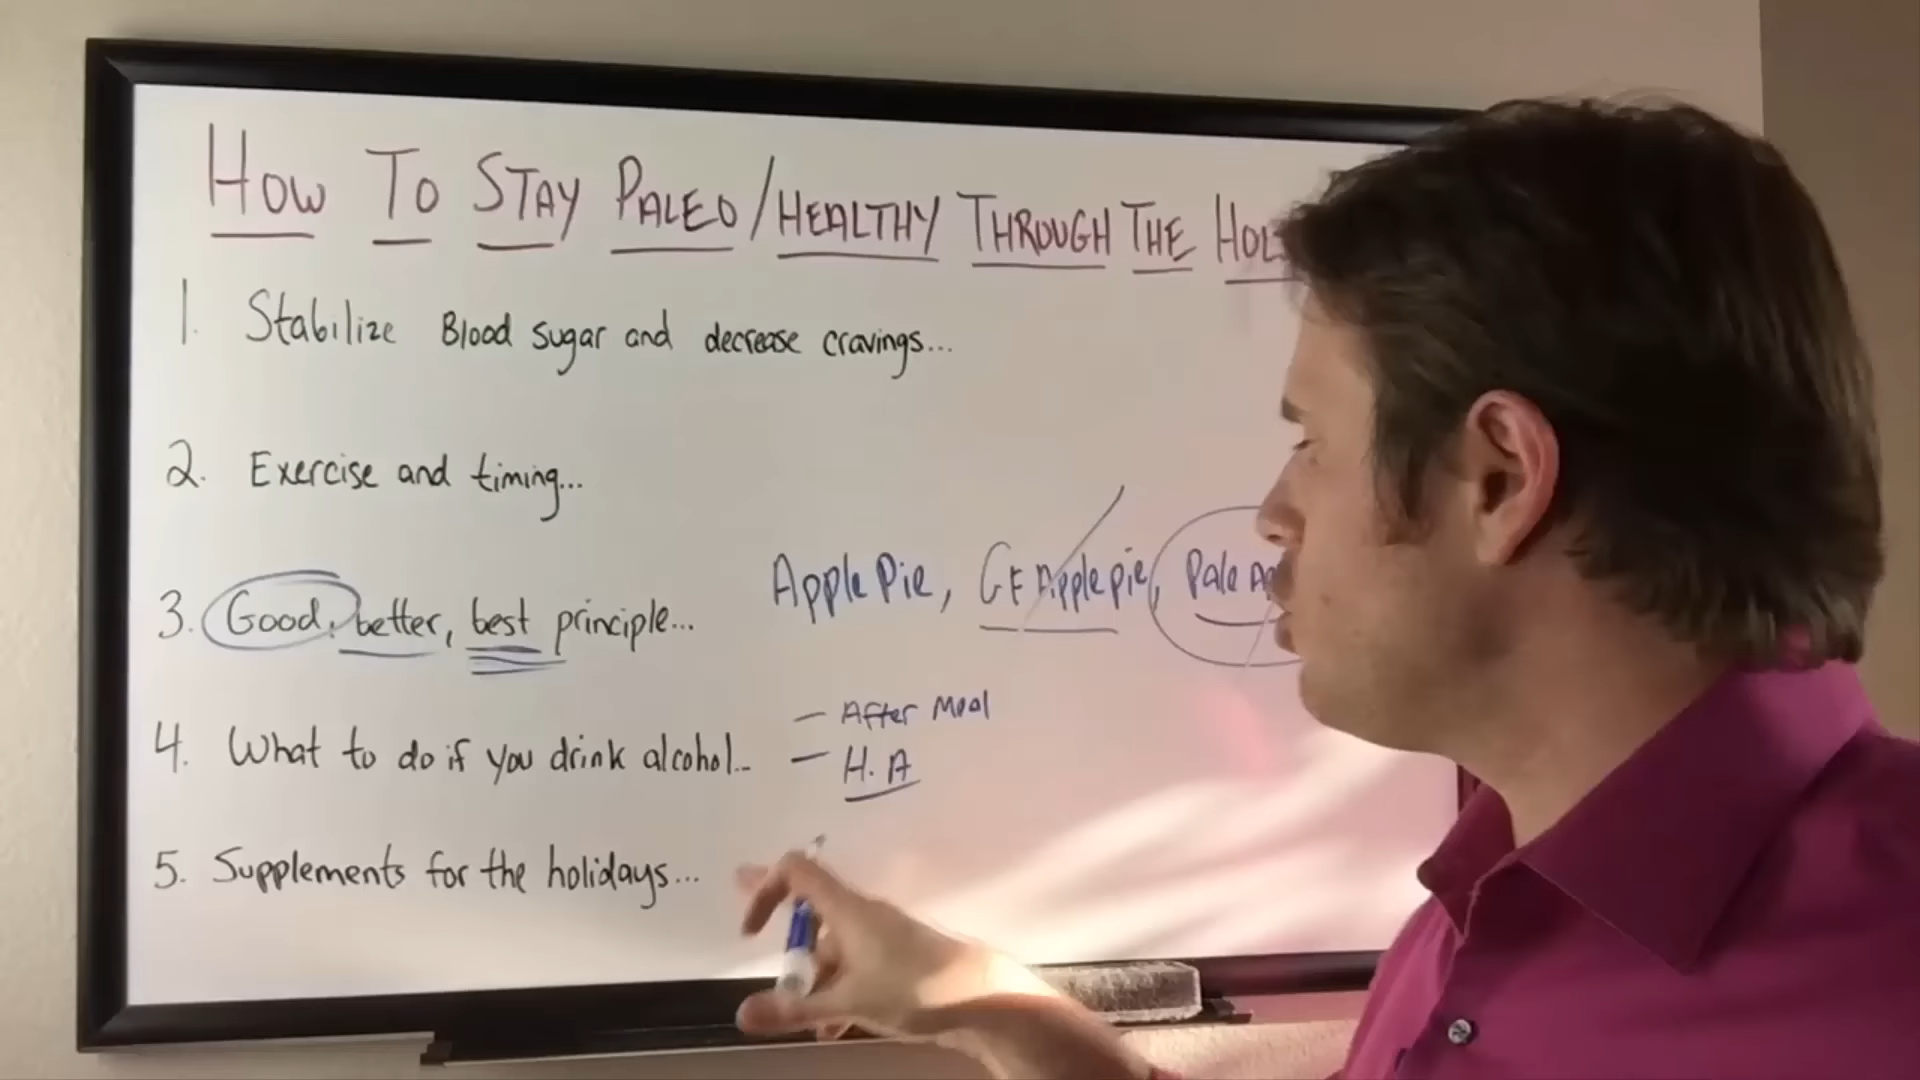 HOW TO STAY PALEO/HEALTHY THROUGH THE
1. Stabilize Blood sugar and decrease cravings...
2. Exercise and timing...
3. Good, better, best principle... Apple Pie, GF Apple pie, Pale
4. What to do if you drink alcohol... – After Meal
– H. A
5. Supplements for the holidays...